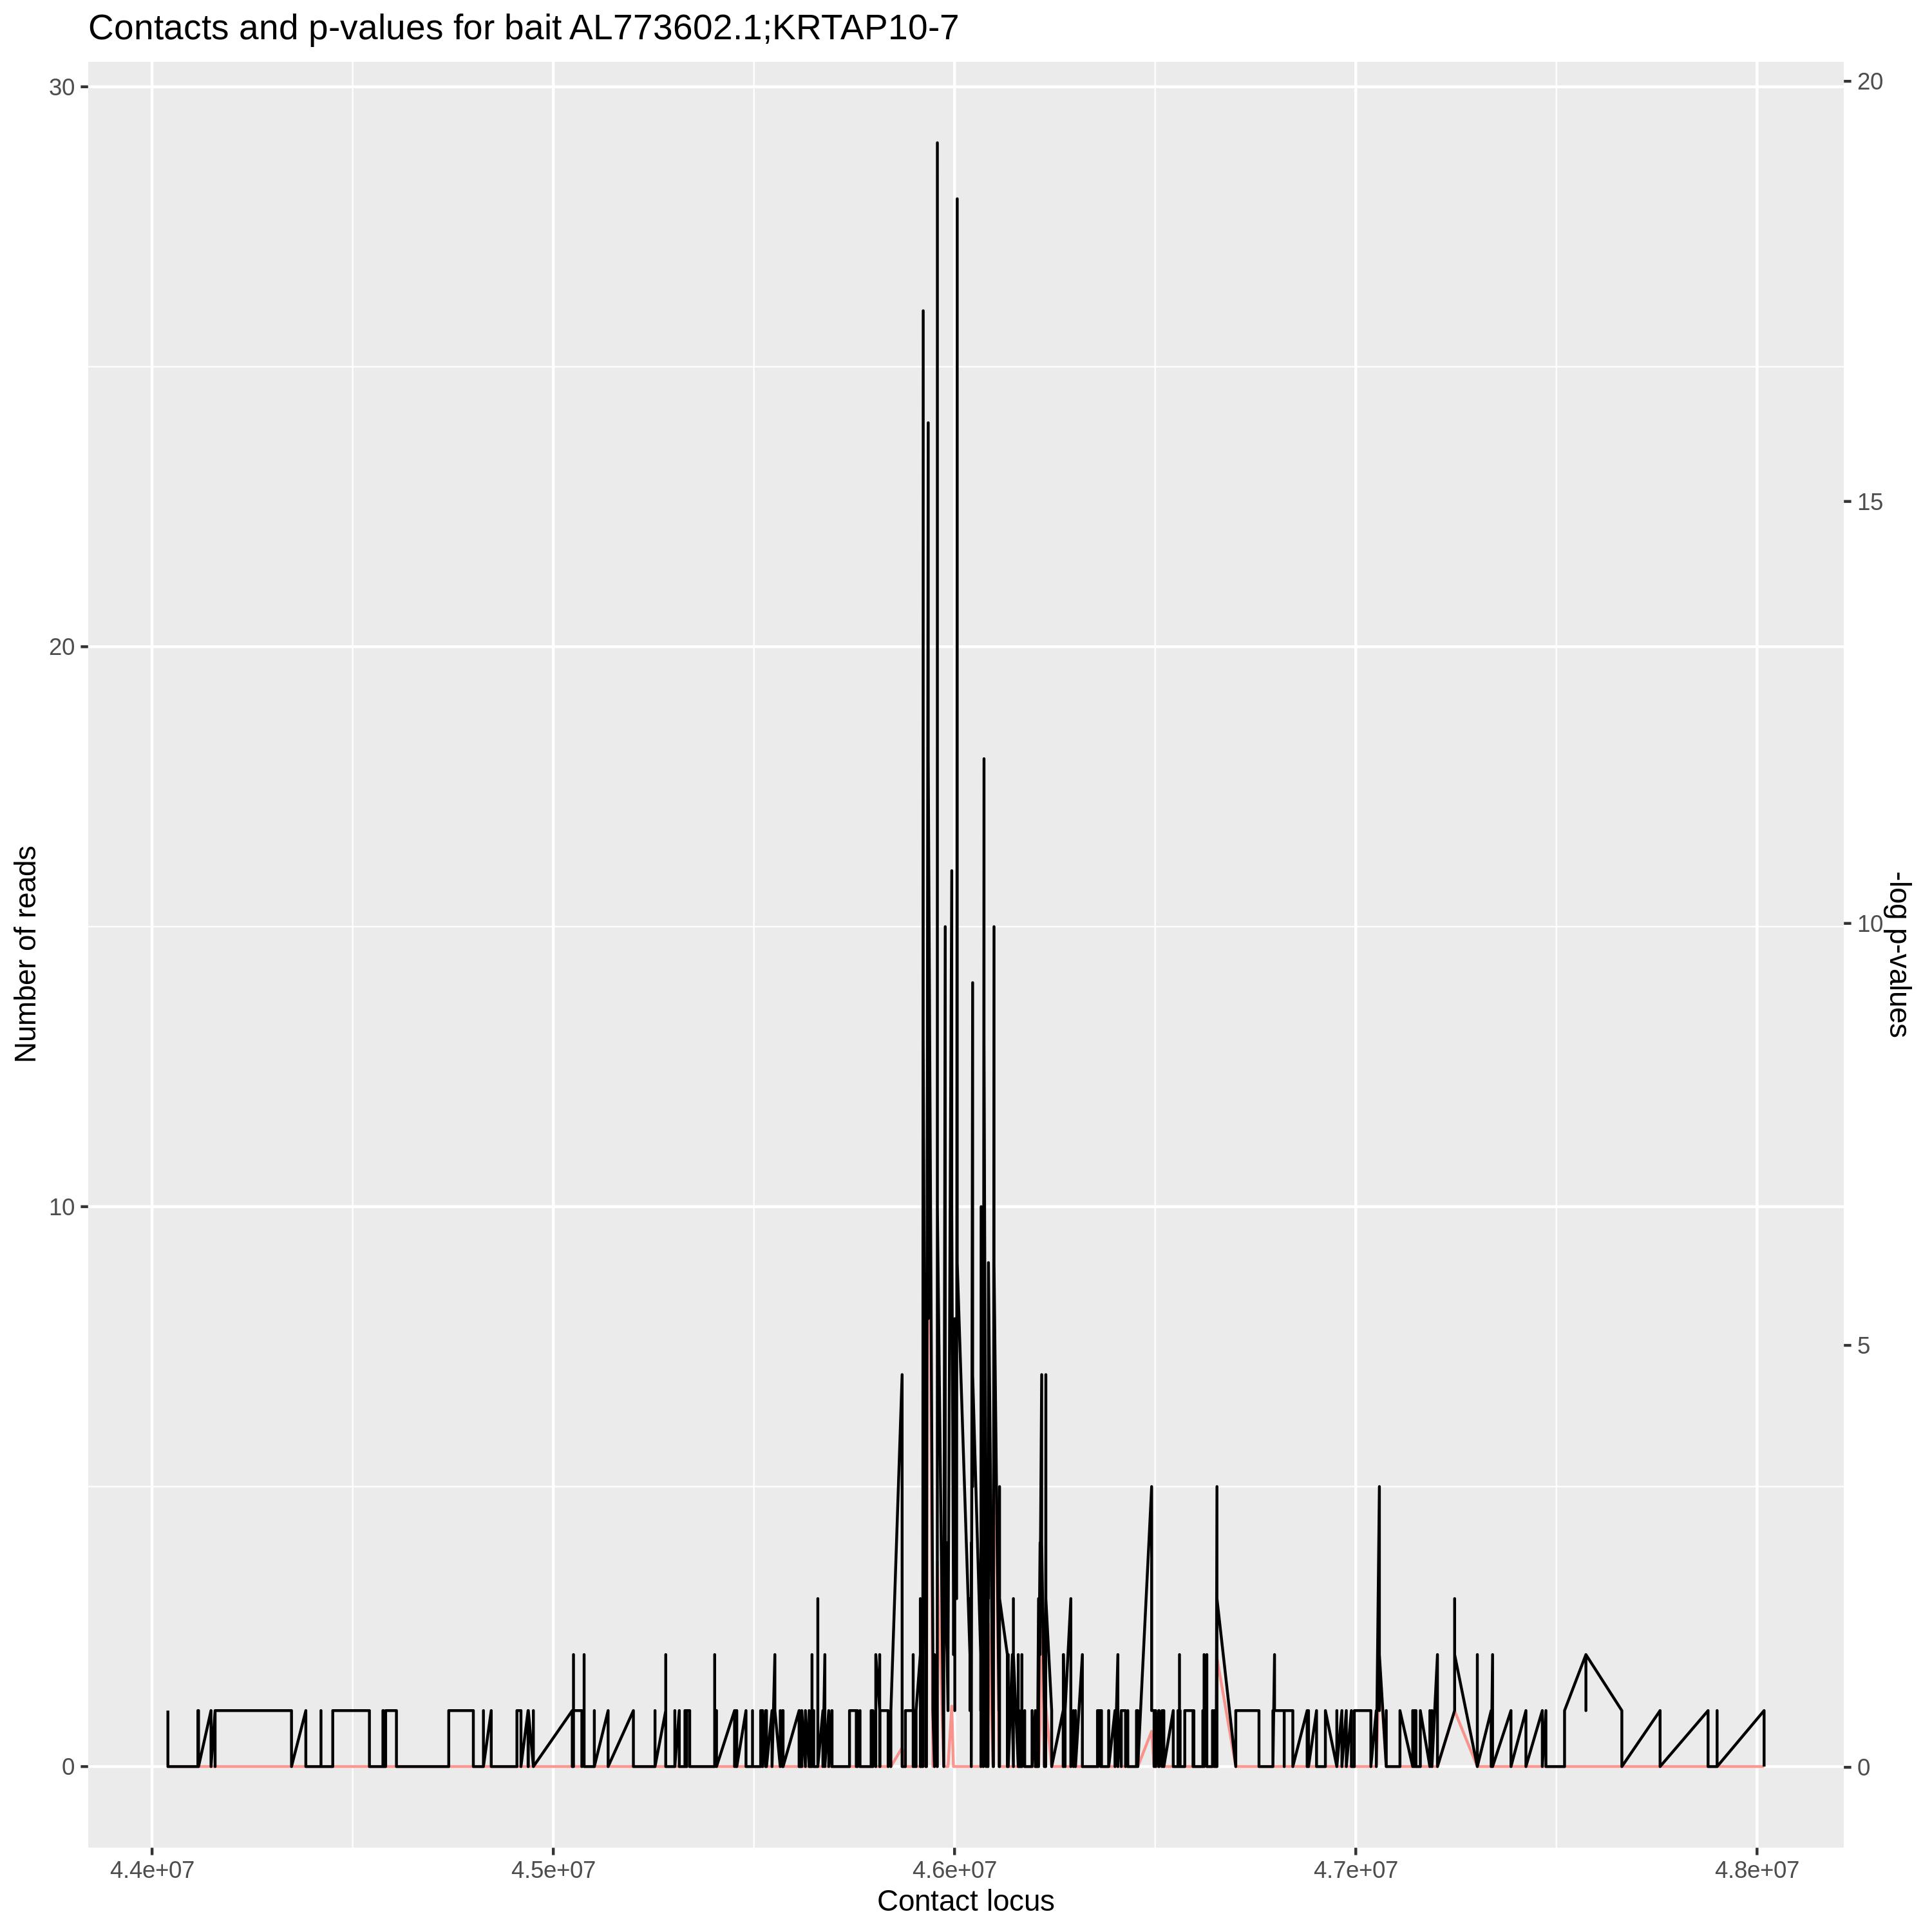 Contacts and p-values for bait AL773602.1;KRTAP10-7
30
20
10
0
Number of reads
20
15
10
5
0
-log p-values
4.4e+07
4.5e+07
4.6e+07
4.7e+07
4.8e+07
Contact locus